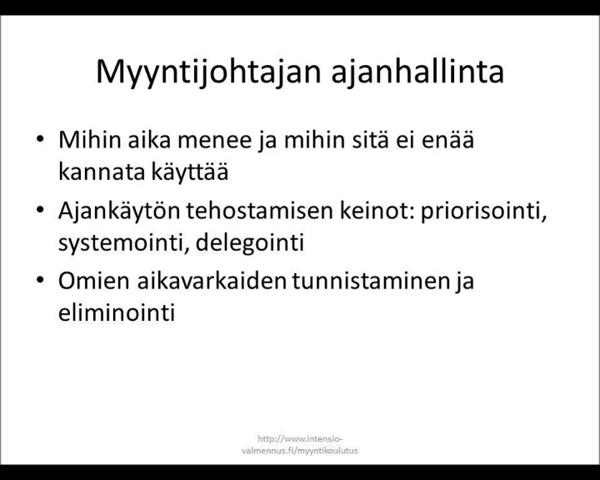 Myyntijohtajan ajanhallinta
• Mihin aika menee ja mihin sitä ei enää
kannata käyttää
• Ajankäytön tehostamisen keinot: priorisointi,
systemointi, delegointi
• Omien aikavarkaiden tunnistaminen ja
eliminointi
http://www.intensio-
valmennus.fi/myyntikoulutus